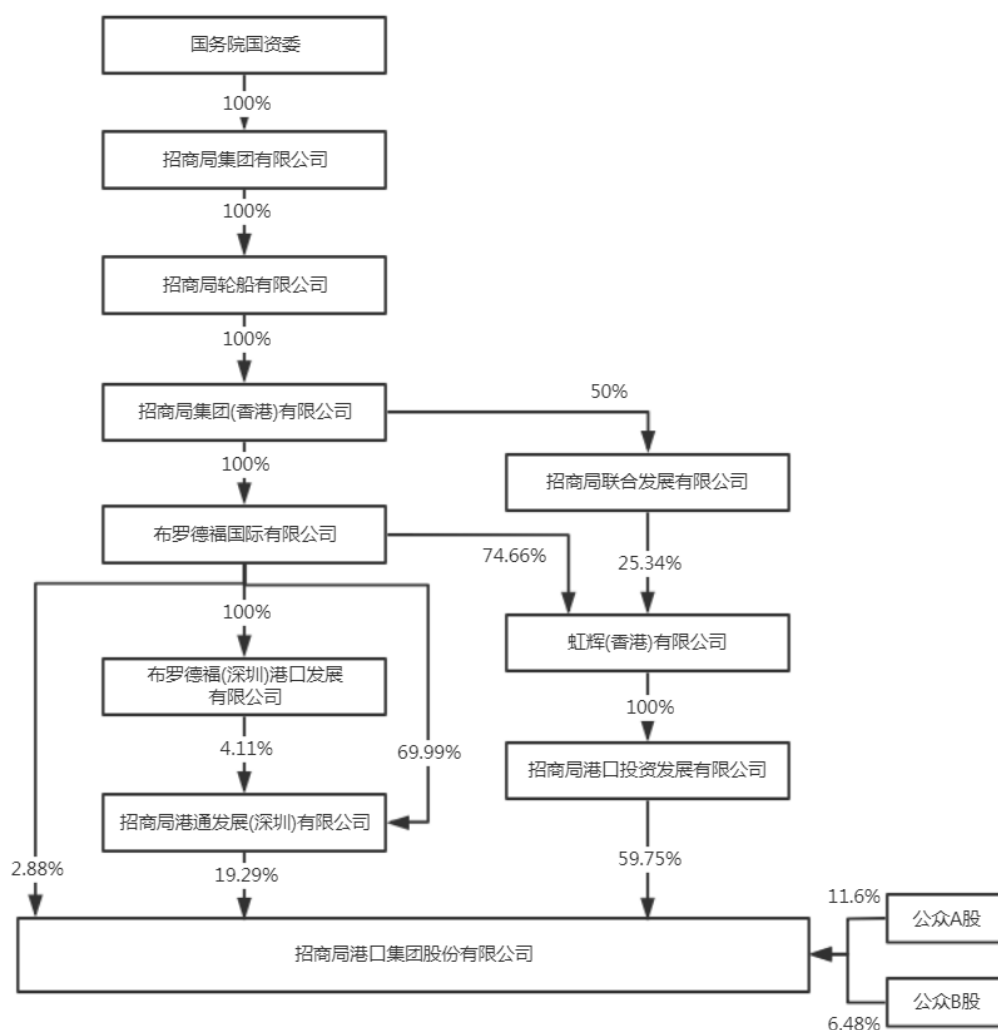 国务院国资委
100%
招商局集团有限公司
100%
招商局轮船有限公司
100%
招商局集团(香港)有限公司
50%
100%
招商局联合发展有限公司
布罗德福国际有限公司
74.66%
25.34%
100%
虹辉(香港)有限公司
布罗德福(深圳)港口发展
有限公司
100%
4.11%
69.99%
招商局港口投资发展有限公司
招商局港通发展(深圳)有限公司
2.88%
19.29%
59.75%
11.6%
公众A股
招商局港口集团股份有限公司
公众B股
6.48%